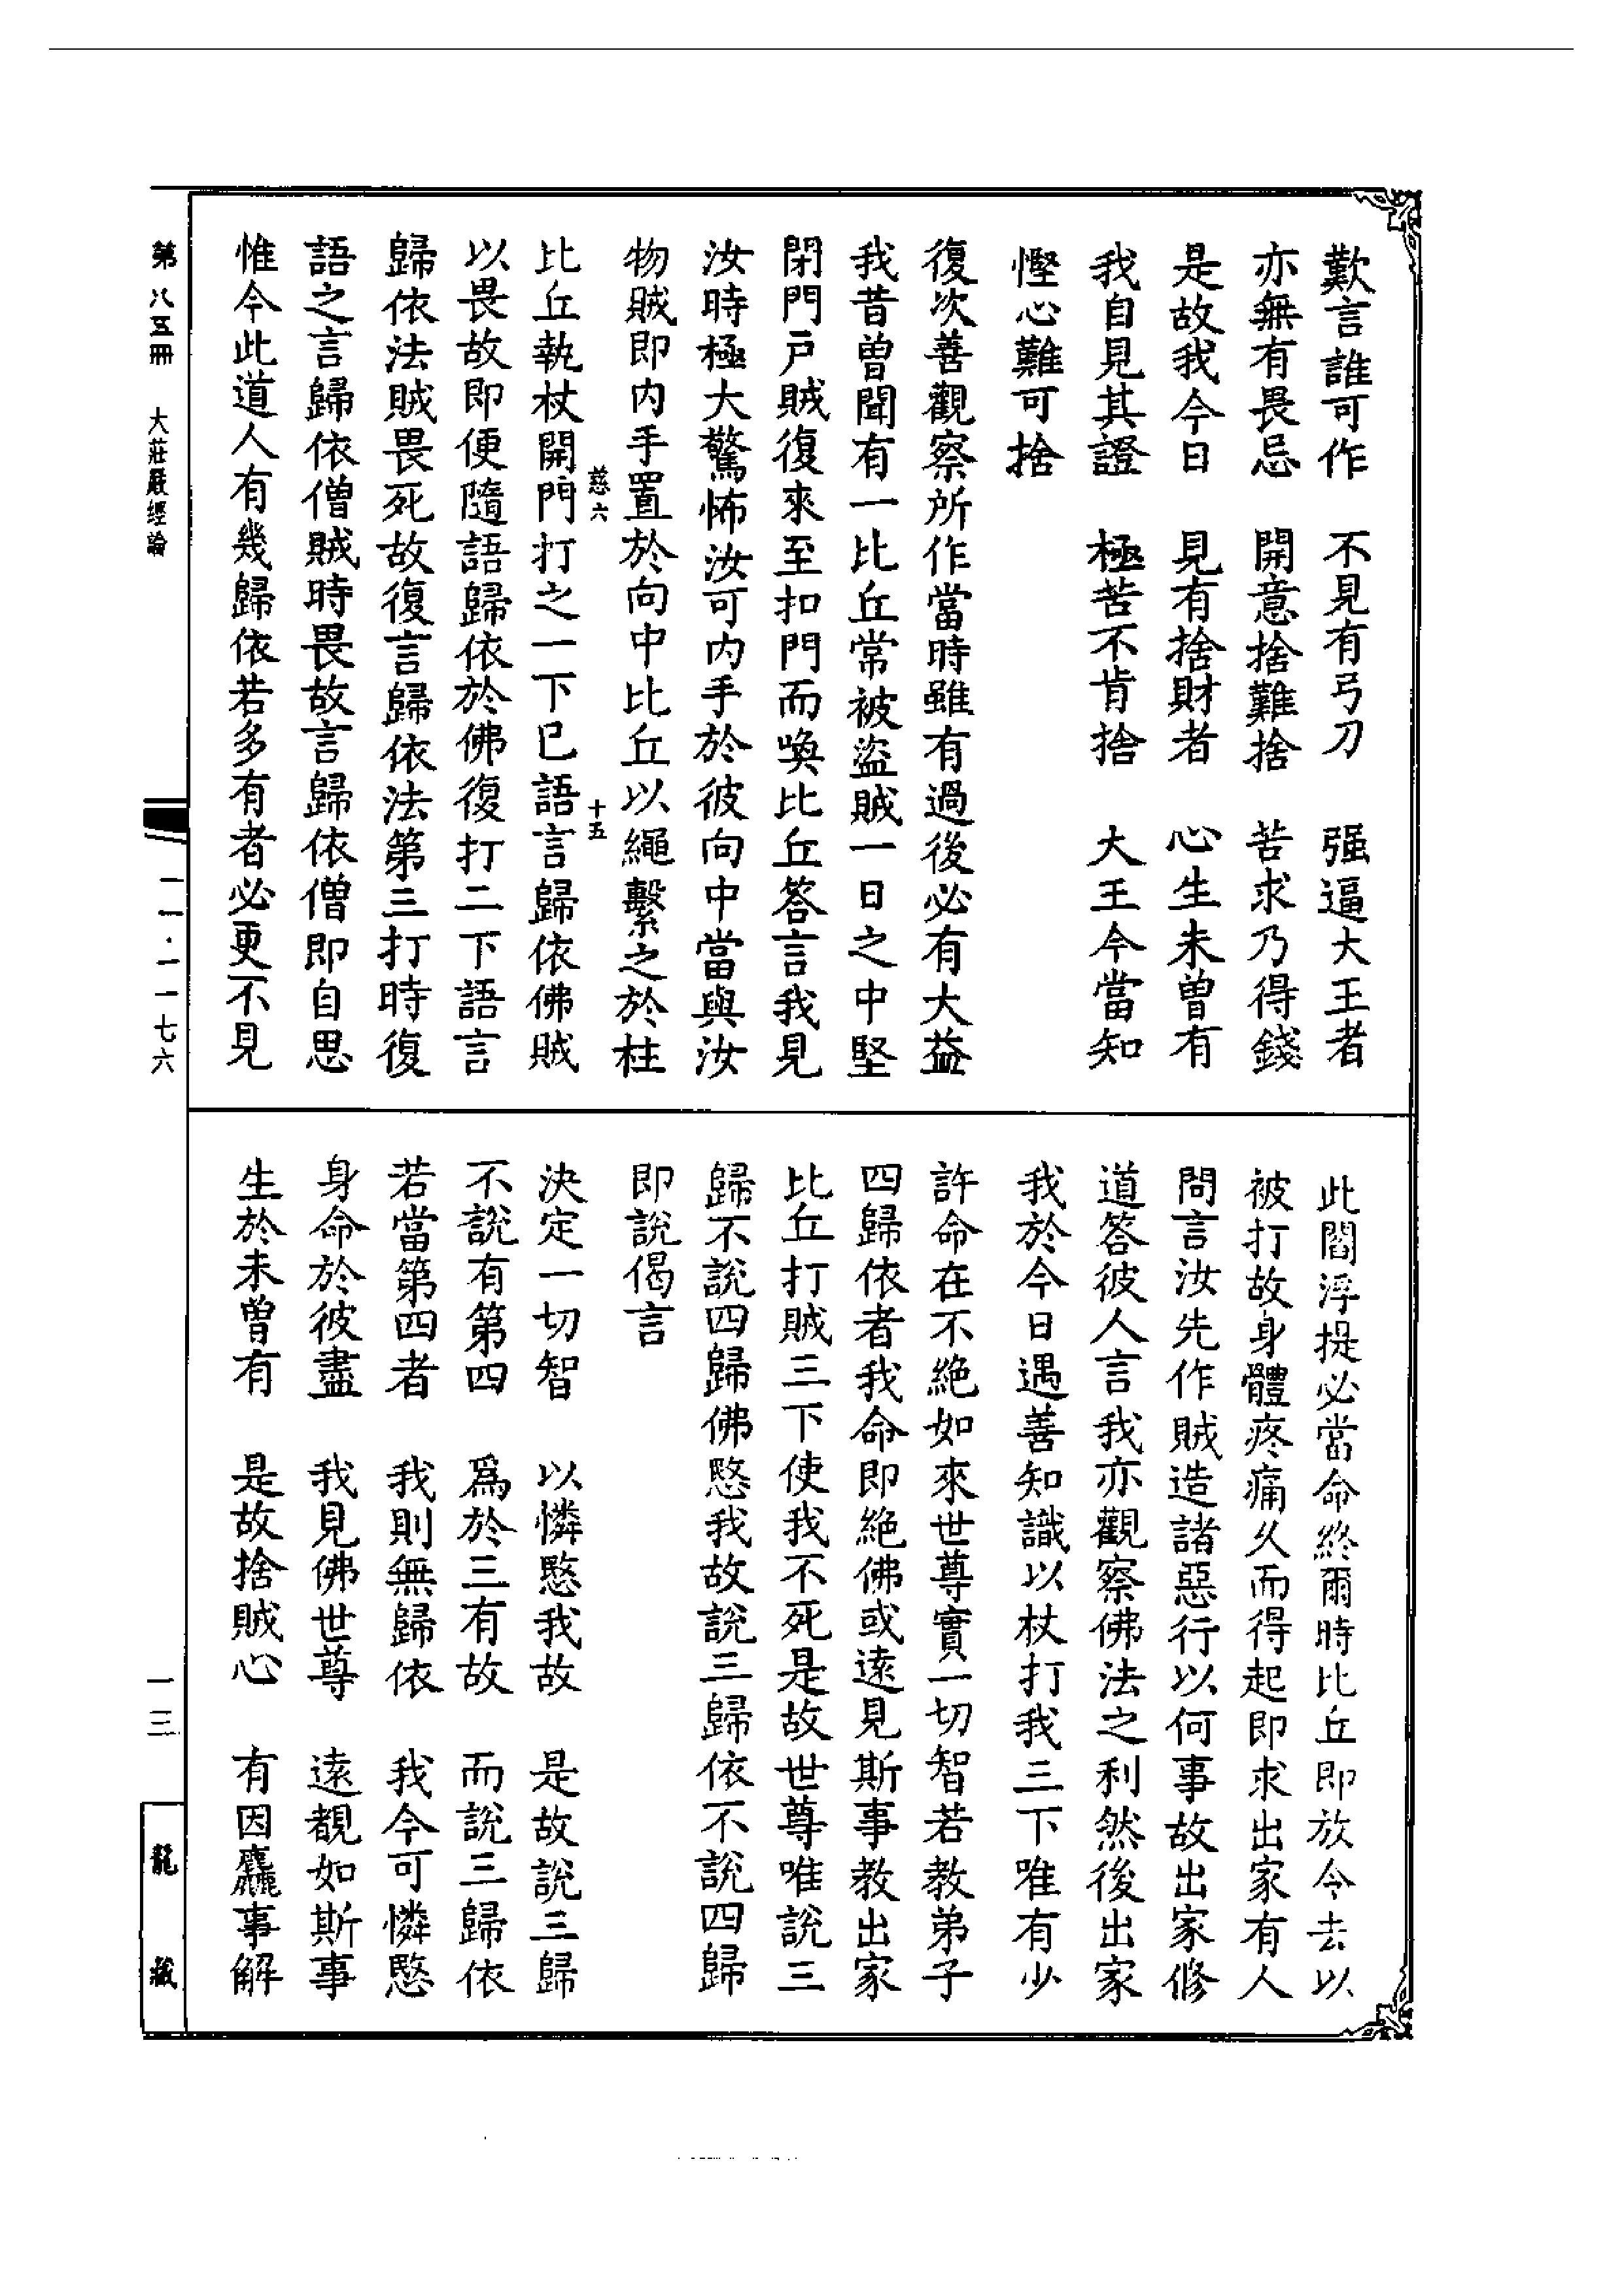 歎言誰可作　不見有弓刀　强逼大王者
亦無有畏忌　開意捨難捨　苦求乃得錢
是故我今日　見有捨財者　心生未曾有
我自見其證　極苦不肯捨　大王今當知
慳心難可捨
復次善觀察所作當時雖有過後必有大益
我昔曾聞有一比丘常被盜賊一日之中堅
閉門戸賊復來至扣門而喚比丘答言我見
汝時極大驚怖汝可内手於彼向中當與汝
物賊即内手置於向中比丘以繩繫之於柱
慈六　十五
比丘執杖開門打之一下已語言歸依佛賊
以畏故即便隨語歸依於佛復打二下語言
歸依法賊畏死故復言歸依法第三打時復
語之言歸依僧賊時畏故言歸依僧即自思
惟今此道人有幾歸依若多有者必更不見
此閻浮提必當命終爾時比丘即放令去以
被打故身體疼痛久而得起即求出家有人
問言汝先作賊造諸惡行以何事故出家修
道答彼人言我亦觀察佛法之利然後出家
我於今日遇善知識以杖打我三下唯有少
許命在不絶如來世尊實一切智若教弟子
四歸依者我命即絶佛或遠見斯事教出家
比丘打賊三下使我不死是故世尊唯説三
歸不説四歸佛愍我故説三歸依不説四歸
即説偈言
決定一切智　以憐愍我故　是故説三歸
不説有第四　爲於三有故　而説三歸依
若當第四者　我則無歸依　我今可憐愍
身命於彼盡　我見佛世尊　遠覩如斯事
生於未曾有　是故捨賊心　有因麤事解
第八五冊　大莊嚴經論　一一·一一七六
一三
龍藏